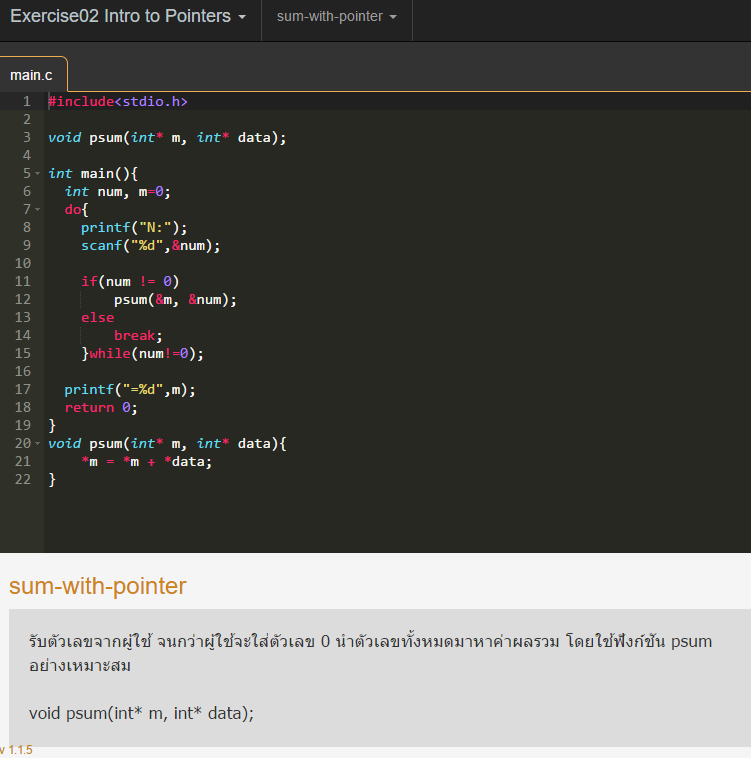 Exercise02 Intro to Pointers sum-with-pointer
main.c
1 #include<stdio.h>
2
3 void psum(int* m, int* data);
4
5 int main(){
6 int num, m=0;
7 do{
8 printf("N:");
9 scanf("%d",&num);
10
11 if(num != 0)
12 psum(&m, &num);
13 else
14 break;
15 }while(num!=0);
16
17 printf("=%d",m);
18 return 0;
19 }
20 void psum(int* m, int* data){
21 *m = *m + *data;
22 }
sum-with-pointer
รับตัวเลขจากผู้ใช้ จนกว่าผู้ใช้จะใส่ตัวเลข 0 นำตัวเลขทั้งหมดมาหาค่าผลรวม โดยใช้ฟังก์ชัน psum
อย่างเหมาะสม
void psum(int* m, int* data);
v 1.1.5